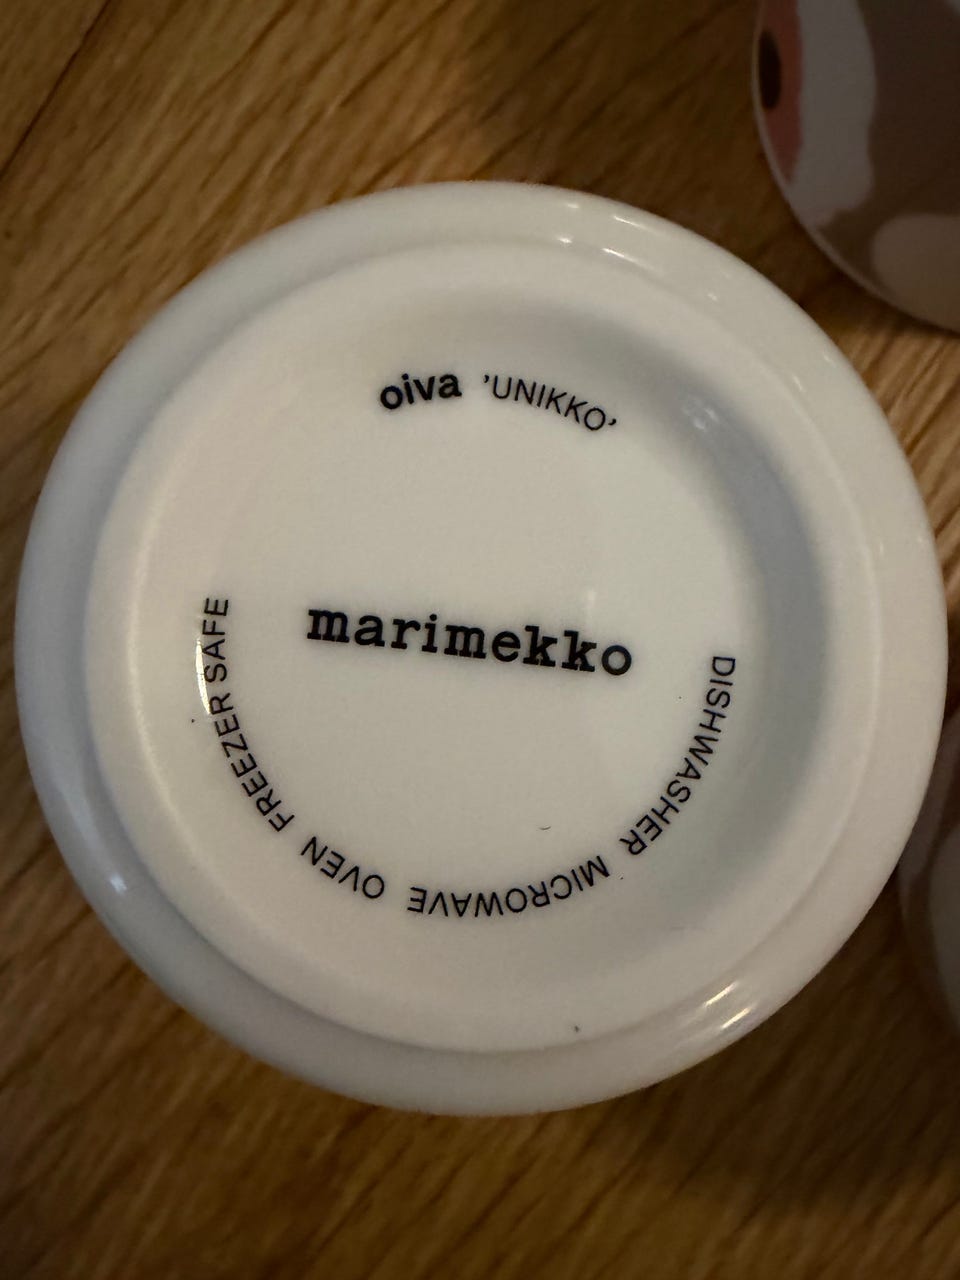 oiva ’UNIKKO’
marimekko
DISHWASHER MICROWAVE OVEN FREEZER SAFE